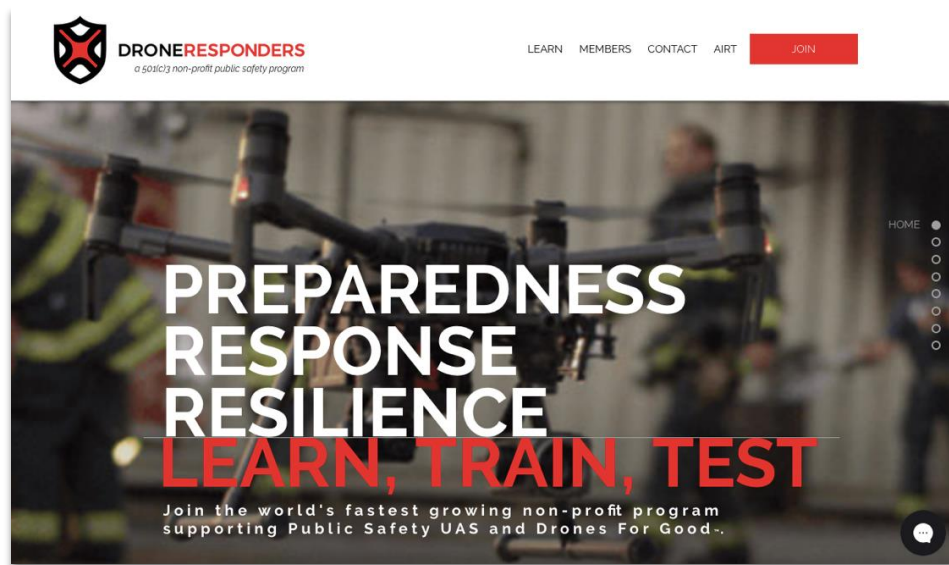 DRONERESPONDERS
a 501(c)3 non-profit public safety program
LEARN MEMBERS CONTACT AIRT JOIN
HOME
PREPAREDNESS
RESPONSE
RESILIENCE
LEARN, TRAIN, TEST
Join the world's fastest growing non-profit program
supporting Public Safety UAS and Drones For Good~.